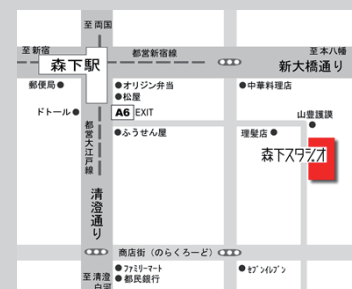 至両国
至新宿
都営新宿線
至本八幡
森下駅
新大橋通り
郵便局
オリジン弁当
松屋
中華料理店
ドトール
A6 EXIT
山豊護謨
ふうせん屋
理髪店
都営大江戸線
森下スタジオ
清澄通り
商店街(のらくろーど)
至清澄白河
ファミリーマート
都民銀行
セブンイレブン